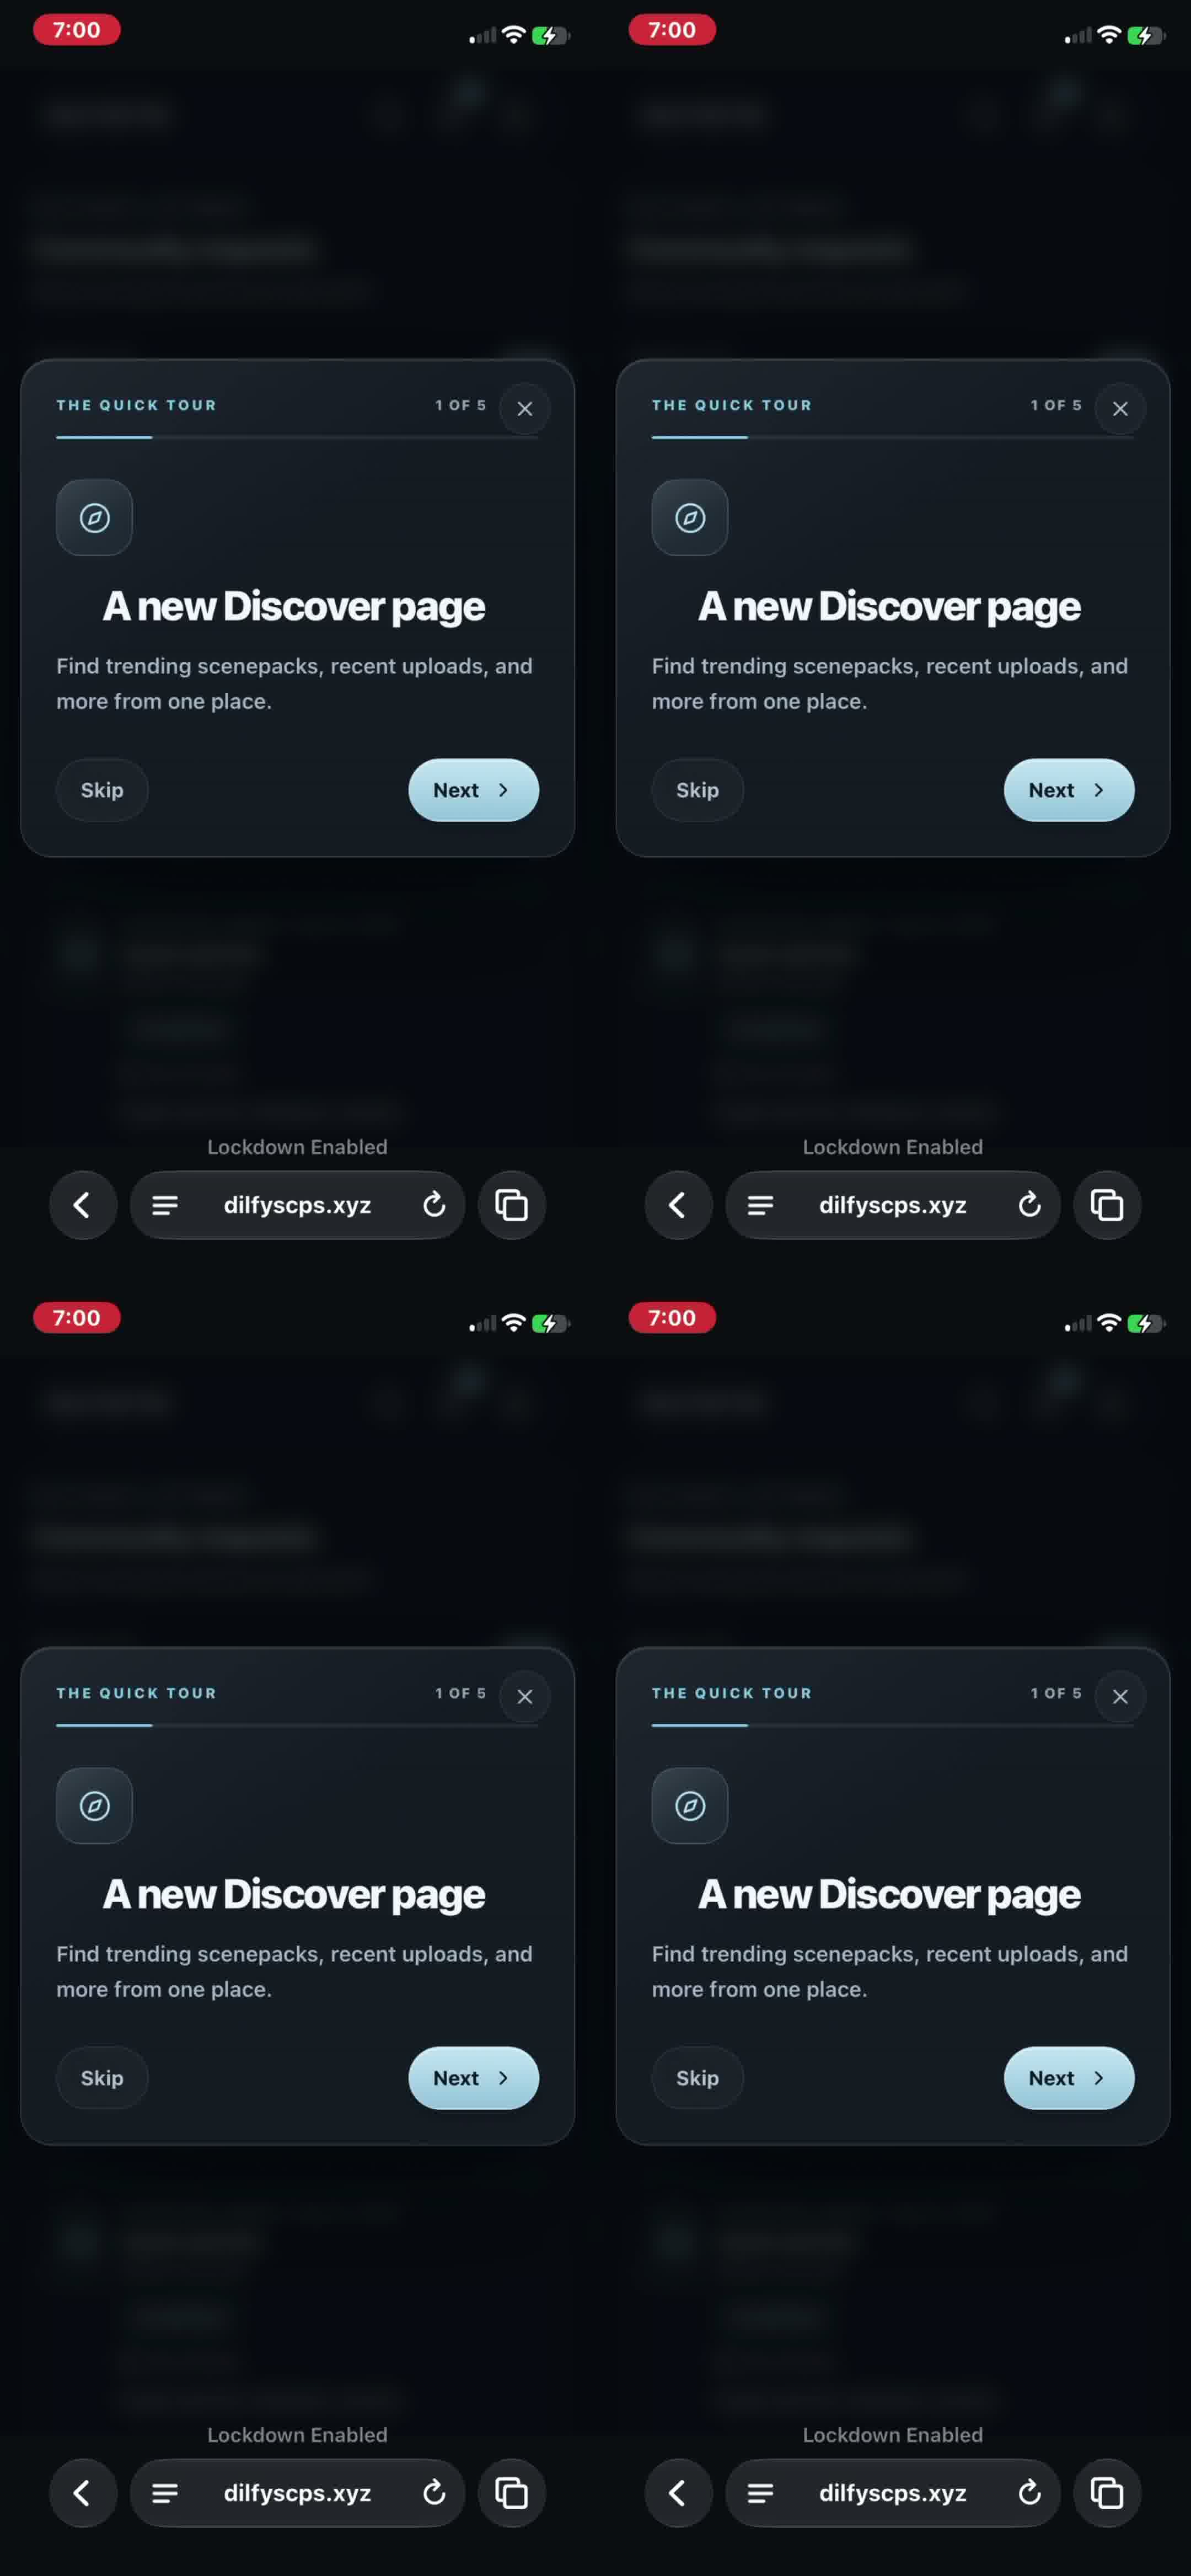 7:00
THE QUICK TOUR 1 OF 5
A new Discover page
Find trending scenepacks, recent uploads, and
more from one place.
Skip Next
Lockdown Enabled
dilfyscps.xyz
7:00
THE QUICK TOUR 1 OF 5
A new Discover page
Find trending scenepacks, recent uploads, and
more from one place.
Skip Next
Lockdown Enabled
dilfyscps.xyz
7:00
THE QUICK TOUR 1 OF 5
A new Discover page
Find trending scenepacks, recent uploads, and
more from one place.
Skip Next
Lockdown Enabled
dilfyscps.xyz
7:00
THE QUICK TOUR 1 OF 5
A new Discover page
Find trending scenepacks, recent uploads, and
more from one place.
Skip Next
Lockdown Enabled
dilfyscps.xyz